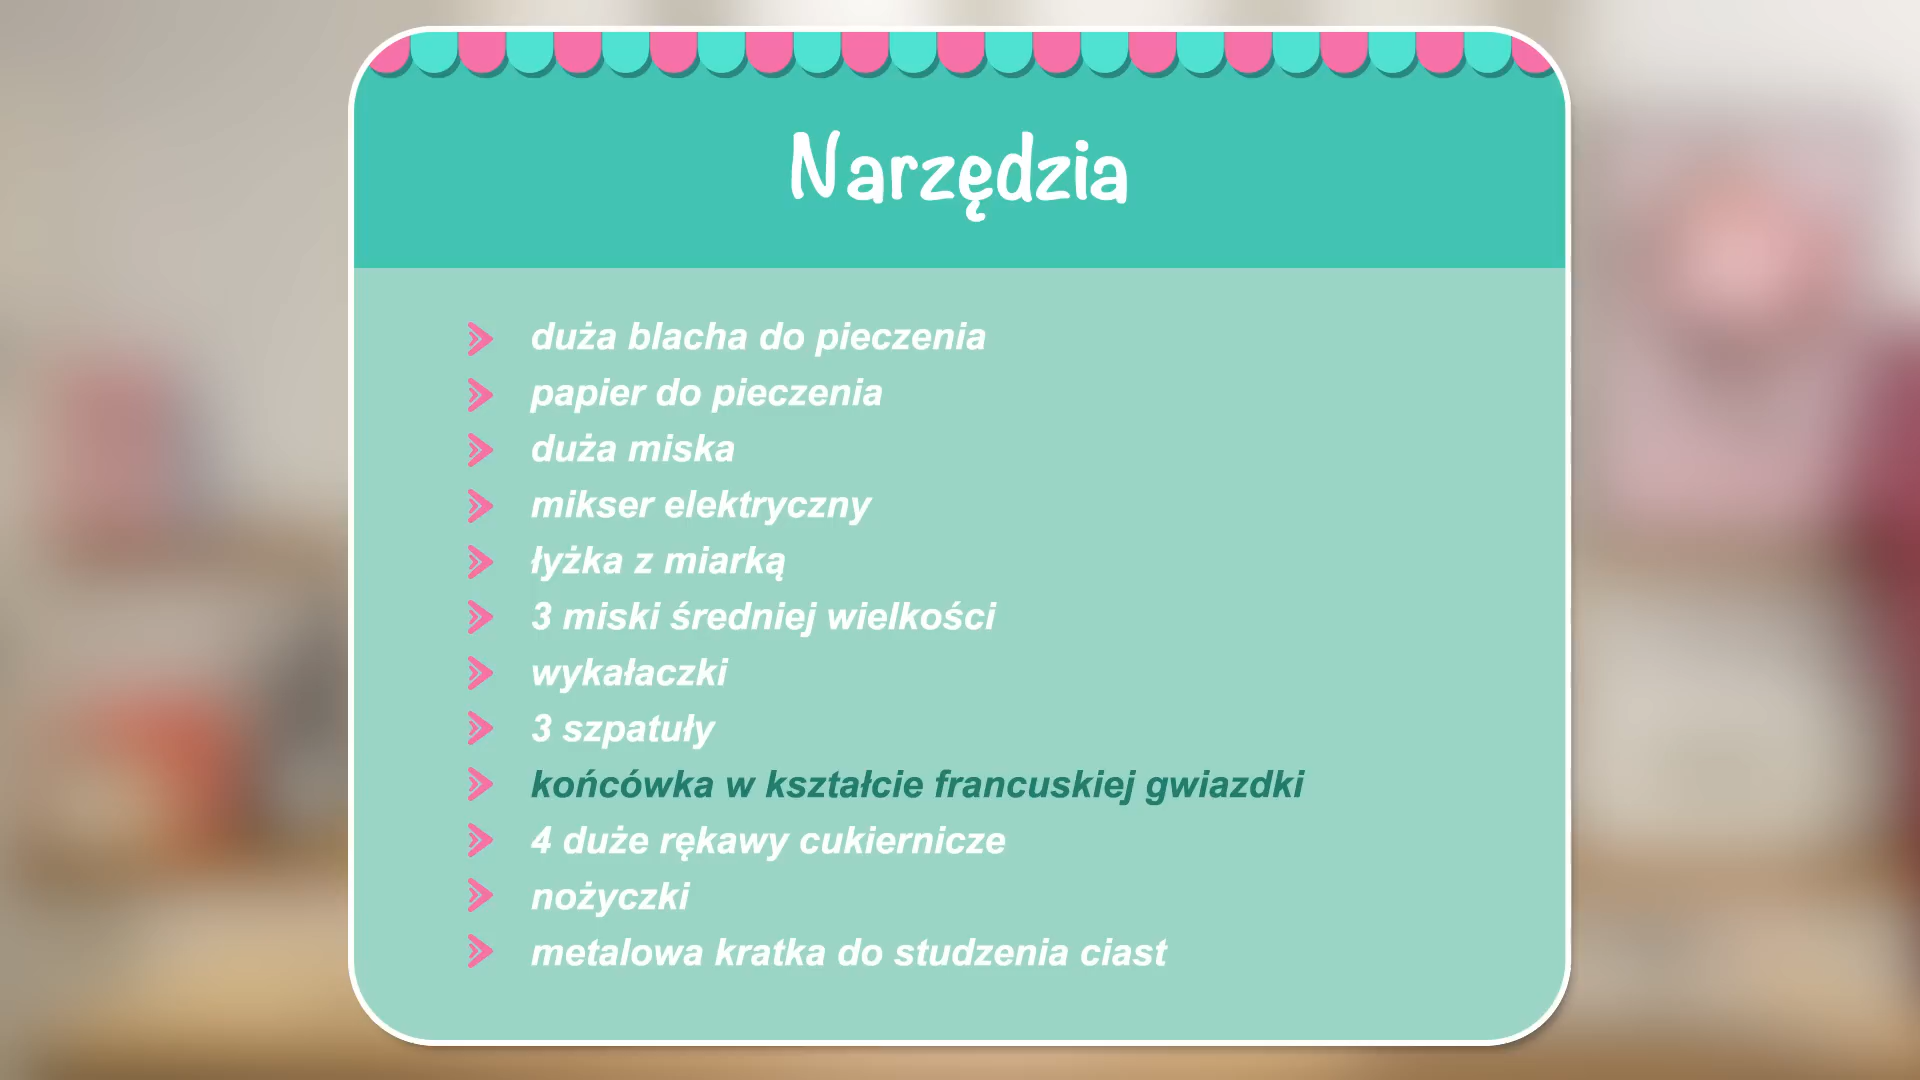 Narzędzia
duża blacha do pieczenia
papier do pieczenia
duża miska
mikser elektryczny
łyżka z miarką
3 miski średniej wielkości
wykałaczki
3 szpatuły
końcówka w kształcie francuskiej gwiazdki
4 duże rękawy cukiernicze
nożyczki
metalowa kratka do studzenia ciast